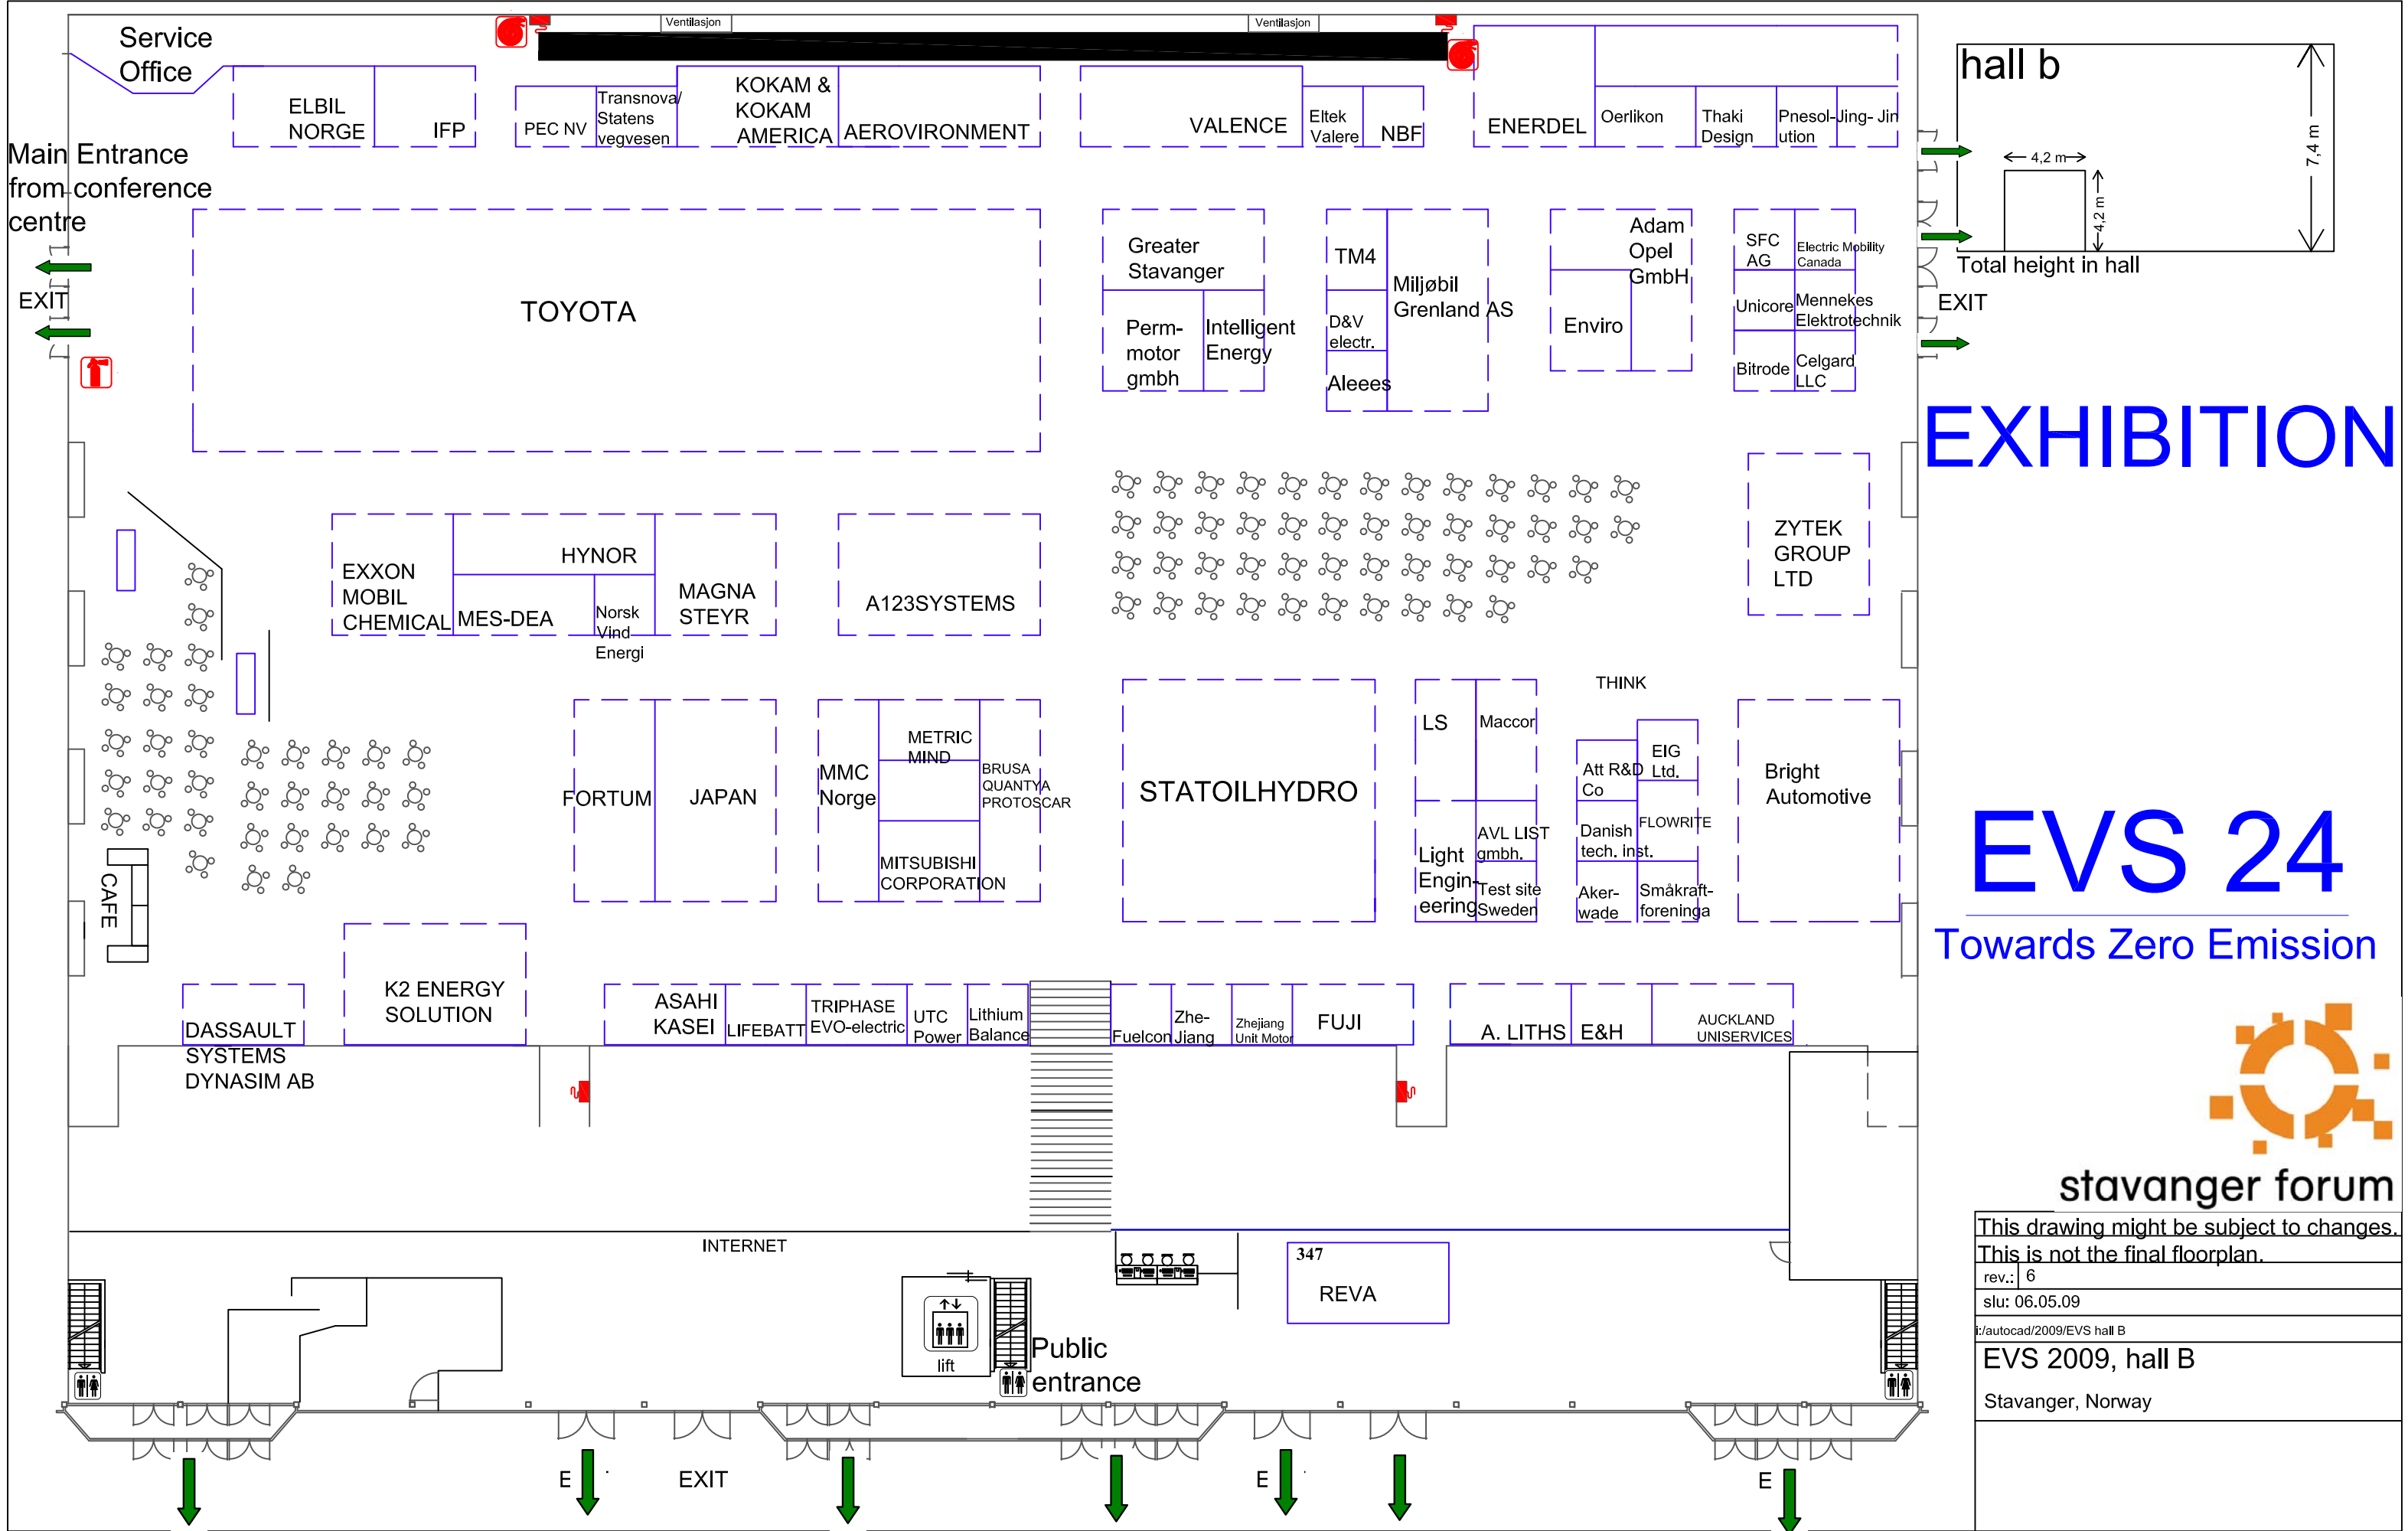 Ventilasjon
Ventilasjon
Service
Office
ELBIL
NORGE
IFP
PEC NV
Transnova/
Statens
vegvesen
KOKAM &
KOKAM
AMERICA
AEROVIRONMENT
VALENCE
Eltek
Valere
NBF
ENERDEL
Oerlikon
Thaki
Design
Pnesol-
ution
Jing- Jin
hall b
4,2 m
4,2 m
7,4 m
Total height in hall
Main Entrance
from conference
centre
EXIT
TOYOTA
Greater
Stavanger
Perm-
motor
gmbh
Intelligent
Energy
TM4
D&V
electr.
Aleees
Miljøbil
Grenland AS
Adam
Opel
GmbH
Enviro
SFC
AG
Electric Mobility
Canada
Unicore
Mennekes
Elektrotechnik
Bitrode
Celgard
LLC
EXIT
EXHIBITION
EXXON
MOBIL
CHEMICAL
HYNOR
MES-DEA
Norsk
Vind
Energi
MAGNA
STEYR
A123SYSTEMS
ZYTEK
GROUP
LTD
FORTUM
JAPAN
MMC
Norge
METRIC
MIND
BRUSA
QUANTYA
PROTOSCAR
MITSUBISHI
CORPORATION
STATOILHYDRO
LS
Maccor
Light
Engin-
eering
AVL LIST
gmbh.
Test site
Sweden
THINK
Att R&D
Co
EIG
Ltd.
Danish
tech. inst.
FLOWRITE
Aker-
wade
Småkraft-
foreninga
Bright
Automotive
EVS 24
Towards Zero Emission
CAFE
DASSAULT
SYSTEMS
DYNASIM AB
K2 ENERGY
SOLUTION
ASAHI
KASEI
LIFEBATT
TRIPHASE
EVO-electric
UTC
Power
Lithium
Balance
Fuelcon
Zhe-
Jiang
Zhejiang
Unit Motor
FUJI
A. LITHS
E&H
AUCKLAND
UNISERVICES
stavanger forum
INTERNET
347
REVA
lift
Public
entrance
E
EXIT
E
E
This drawing might be subject to changes.
This is not the final floorplan.
rev.: 6
slu: 06.05.09
i:/autocad/2009/EVS hall B
EVS 2009, hall B
Stavanger, Norway